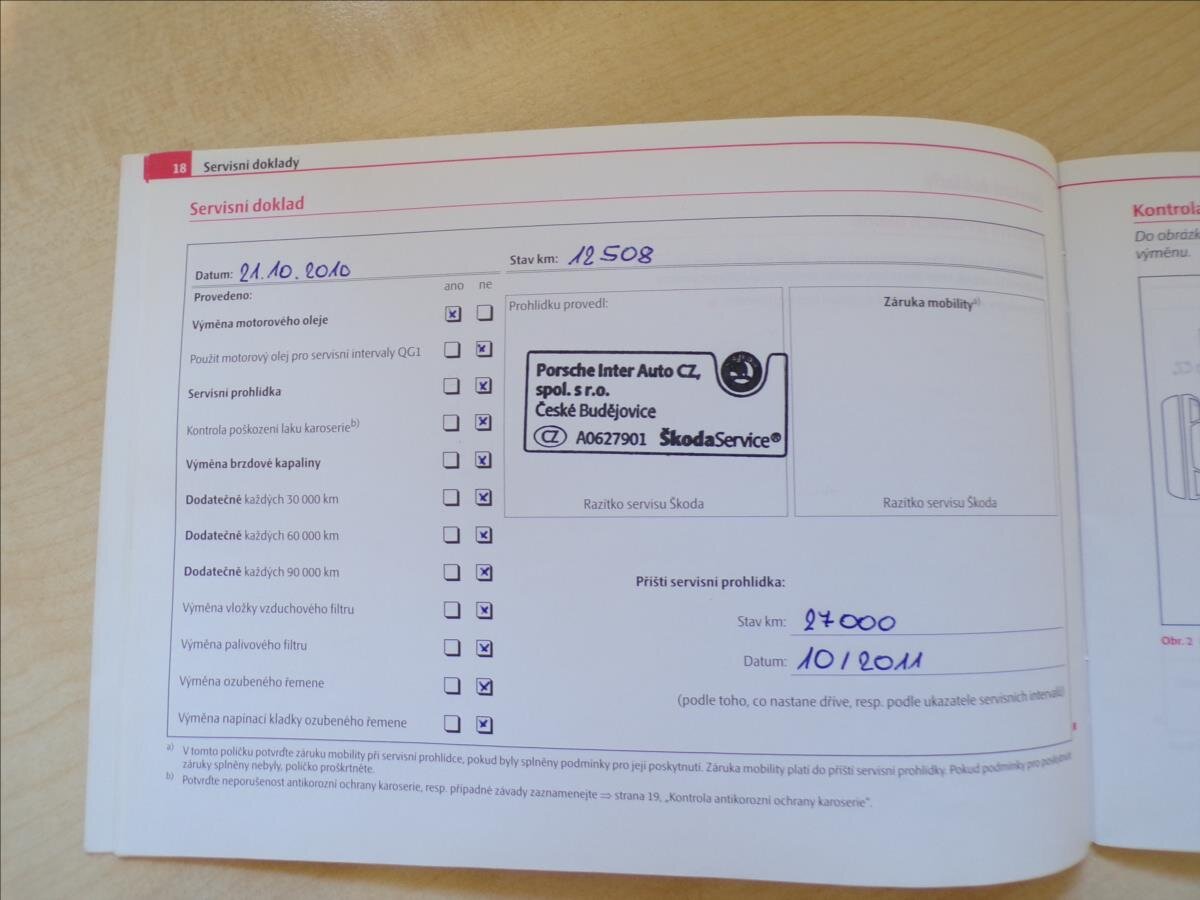 18 Servisní doklady
Servisní doklad
Datum: 21.10.2010
Stav km: 12508
Provedeno:
ano ne
Výměna motorového oleje
Použit motorový olej pro servisní intervaly QG1
Servisní prohlídka
Kontrola poškození laku karoserie b)
Výměna brzdové kapaliny
Dodatečně každých 30 000 km
Dodatečně každých 60 000 km
Dodatečně každých 90 000 km
Výměna vložky vzduchového filtru
Výměna palivového filtru
Výměna ozubeného řemene
Výměna napínací kladky ozubeného řemene
Prohlídku provedl:
Porsche Inter Auto CZ,
spol. s r.o.
České Budějovice
CZ A0627901 ŠkodaService®
Razítko servisu Škoda
Záruka mobility a)
Razítko servisu Škoda
Příští servisní prohlídka:
Stav km: 27000
Datum: 10/2011
(podle toho, co nastane dříve, resp. podle ukazatele servisních intervalů)
a) V tomto políčku potvrďte záruku mobility při servisní prohlídce, pokud byly splněny podmínky pro její poskytnutí. Záruka mobility platí do příští servisní prohlídky. Pokud podmínky pro poskytnutí
záruky splněny nebyly, políčko proškrtněte.
b) Potvrďte neporušenost antikorozní ochrany karoserie, resp. případné závady zaznamenejte ⇒ strana 19, „Kontrola antikorozní ochrany karoserie".
Kontrola
Do obrázk
výměnu.
Obr. 2